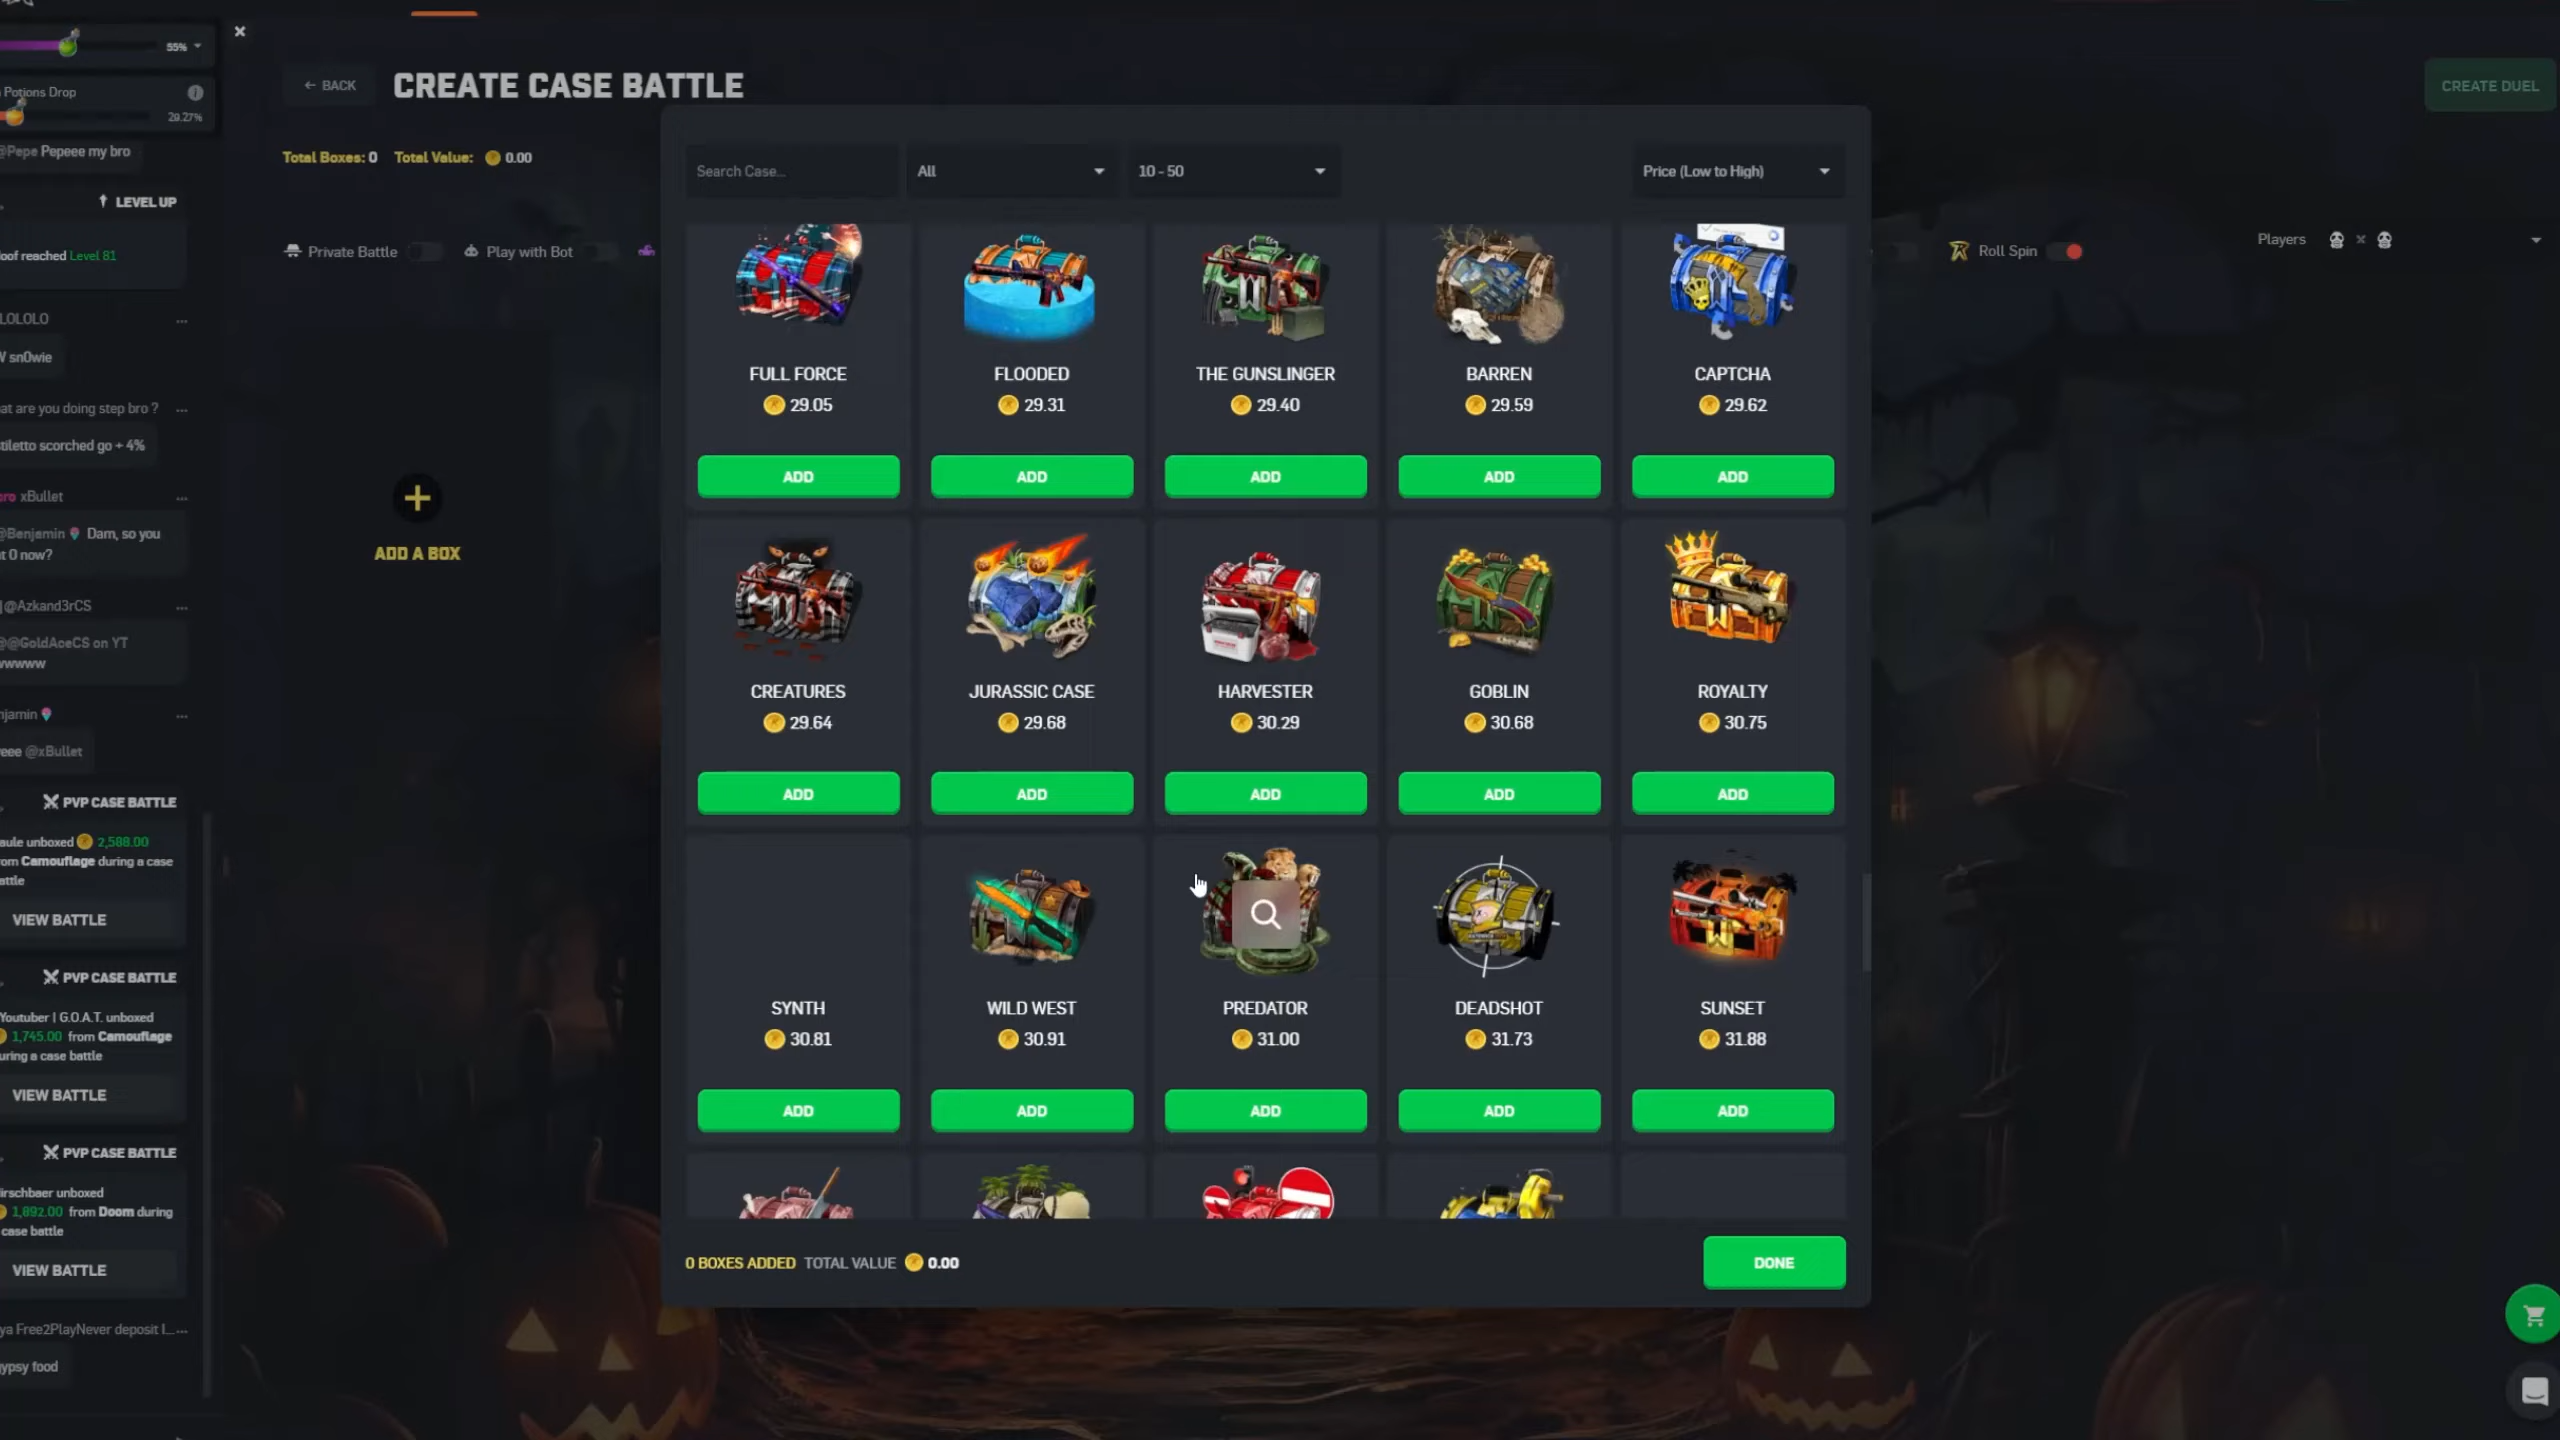 55%
Potions Drop
29.27%
@Pepe Pepeee my bro
LEVEL UP
oof reached Level 81
LOLOLO
W sn0wie
at are you doing step bro ?
stiletto scorched go + 4%
bro xBullet
@Benjamin Dam, so you
t 0 now?
@Azkand3rCS
@@GoldAceCS on YT
wwwww
njamin
eee @xBullet
PVP CASE BATTLE
aule unboxed 2,588.00
om Camouflage during a case
attle
VIEW BATTLE
PVP CASE BATTLE
Youtuber | G.O.A.T. unboxed
1,745.00 from Camouflage
uring a case battle
VIEW BATTLE
PVP CASE BATTLE
irschbaer unboxed
1,892.00 from Doom during
case battle
VIEW BATTLE
ya Free2PlayNever deposit I...
gypsy food
← BACK
CREATE CASE BATTLE
CREATE DUEL
Total Boxes: 0 Total Value: 0.00
Private Battle
Play with Bot
Roll Spin
Players
ADD A BOX
Search Case...
All
10 - 50
Price (Low to High)
FULL FORCE
29.05
ADD
FLOODED
29.31
ADD
THE GUNSLINGER
29.40
ADD
BARREN
29.59
ADD
CAPTCHA
29.62
ADD
CREATURES
29.64
ADD
JURASSIC CASE
29.68
ADD
HARVESTER
30.29
ADD
GOBLIN
30.68
ADD
ROYALTY
30.75
ADD
SYNTH
30.81
ADD
WILD WEST
30.91
ADD
PREDATOR
31.00
ADD
DEADSHOT
31.73
ADD
SUNSET
31.88
ADD
0 BOXES ADDED TOTAL VALUE 0.00
DONE